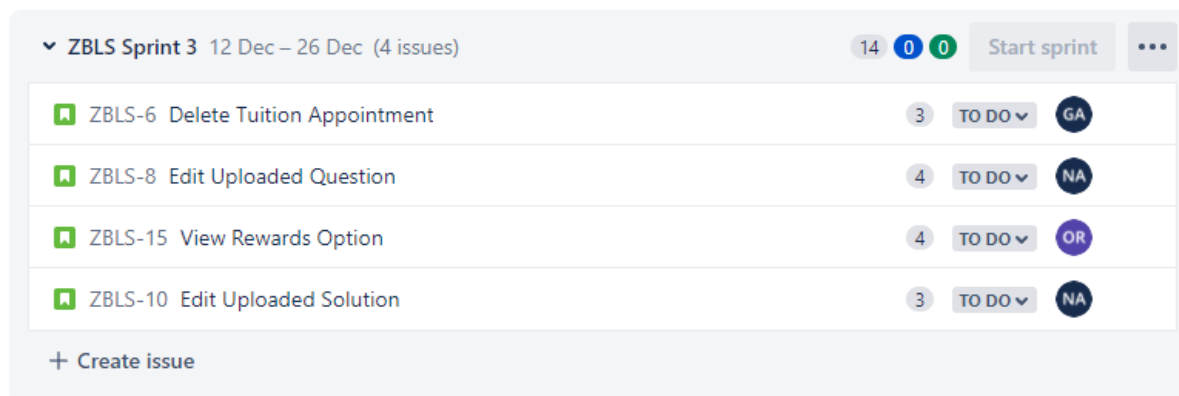 ZBLS Sprint 3 12 Dec – 26 Dec (4 issues) 14 0 0 Start sprint
ZBLS-6 Delete Tuition Appointment 3 TO DO GA
ZBLS-8 Edit Uploaded Question 4 TO DO NA
ZBLS-15 View Rewards Option 4 TO DO OR
ZBLS-10 Edit Uploaded Solution 3 TO DO NA
+ Create issue